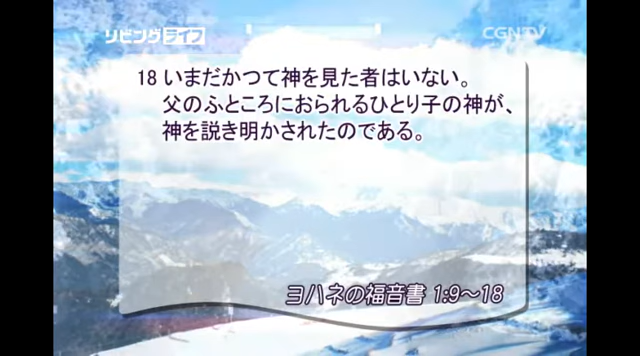 リビングライフ
CGNTV
18 いまだかつて神を見た者はいない。
父のふところにおられるひとり子の神が、
神を説き明かされたのである。
ヨハネの福音書 1:9～18